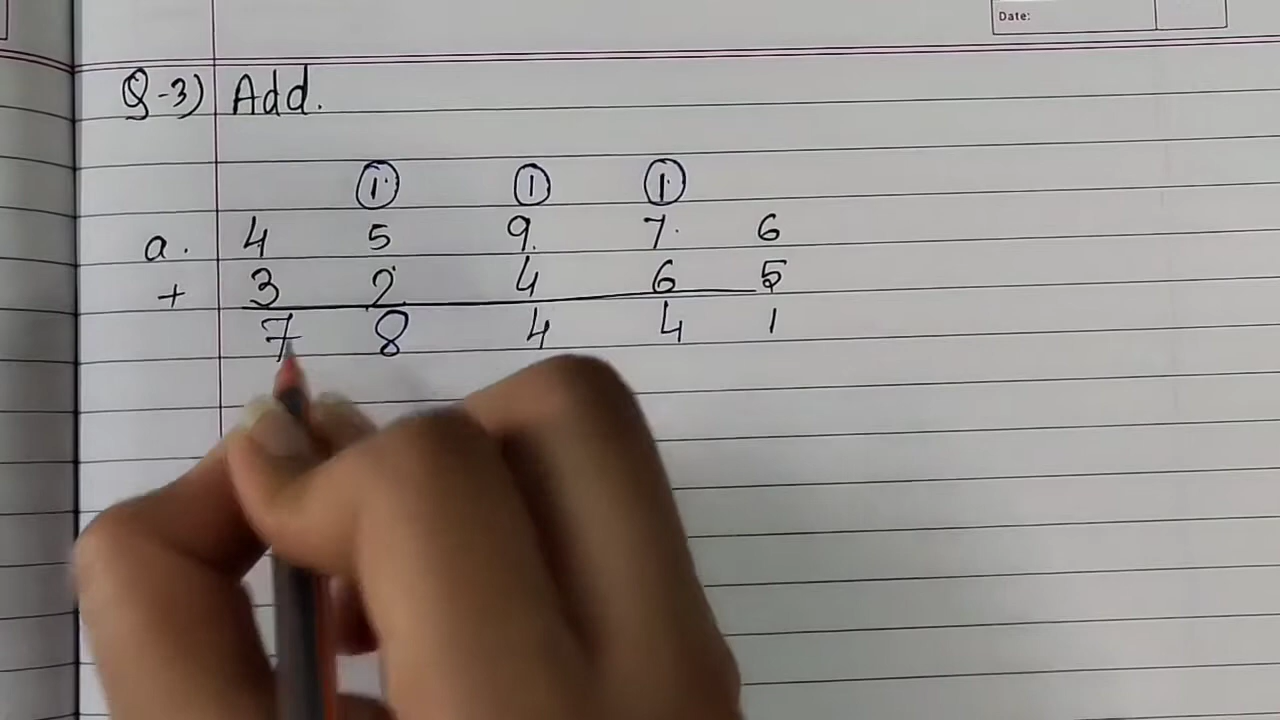 Date:
Q-3) Add.
1 1 1
a. 4 5 9 7 6
+ 3 2 4 6 5
7 8 4 4 1